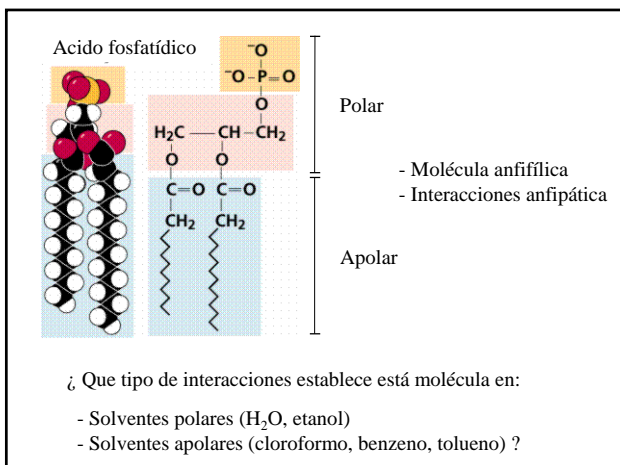 Acido fosfatídico
⁻O
⁻O–P=O
O
H₂C — CH–CH₂
O O
C=O C=O
CH₂ CH₂
Polar
- Molécula anfifílica
- Interacciones anfipática
Apolar
¿ Que tipo de interacciones establece está molécula en:
- Solventes polares (H₂O, etanol)
- Solventes apolares (cloroformo, benzeno, tolueno) ?